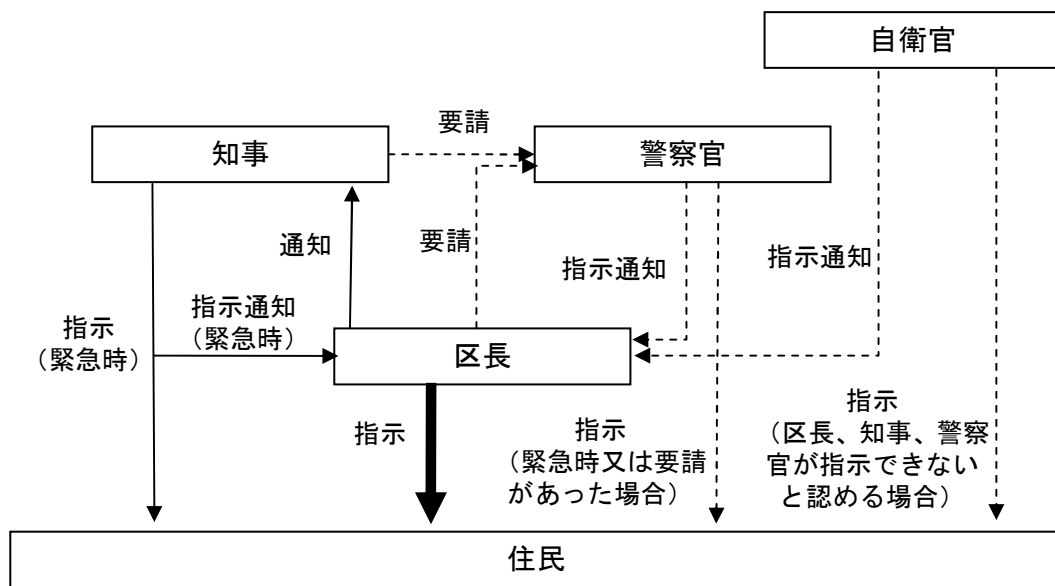 自衛官
要請
知事
警察官
通知
要請
指示通知
指示通知
指示通知
（緊急時）
指示
（緊急時）
区長
指示
指示
（緊急時又は要請
があった場合）
指示
（区長、知事、警察
官が指示できない
と認める場合）
住民